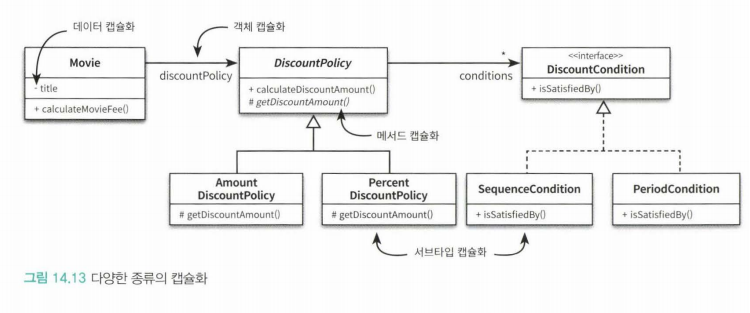 데이터 캡슐화
객체 캡슐화
Movie
- title
+ calculateMovieFee()
discountPolicy
DiscountPolicy
+ calculateDiscountAmount()
# getDiscountAmount()
메서드 캡슐화
*
conditions
<<interface>>
DiscountCondition
+ isSatisfiedBy()
Amount
DiscountPolicy
# getDiscountAmount()
Percent
DiscountPolicy
# getDiscountAmount()
SequenceCondition
+ isSatisfiedBy()
PeriodCondition
+ isSatisfiedBy()
서브타입 캡슐화
그림 14.13 다양한 종류의 캡슐화